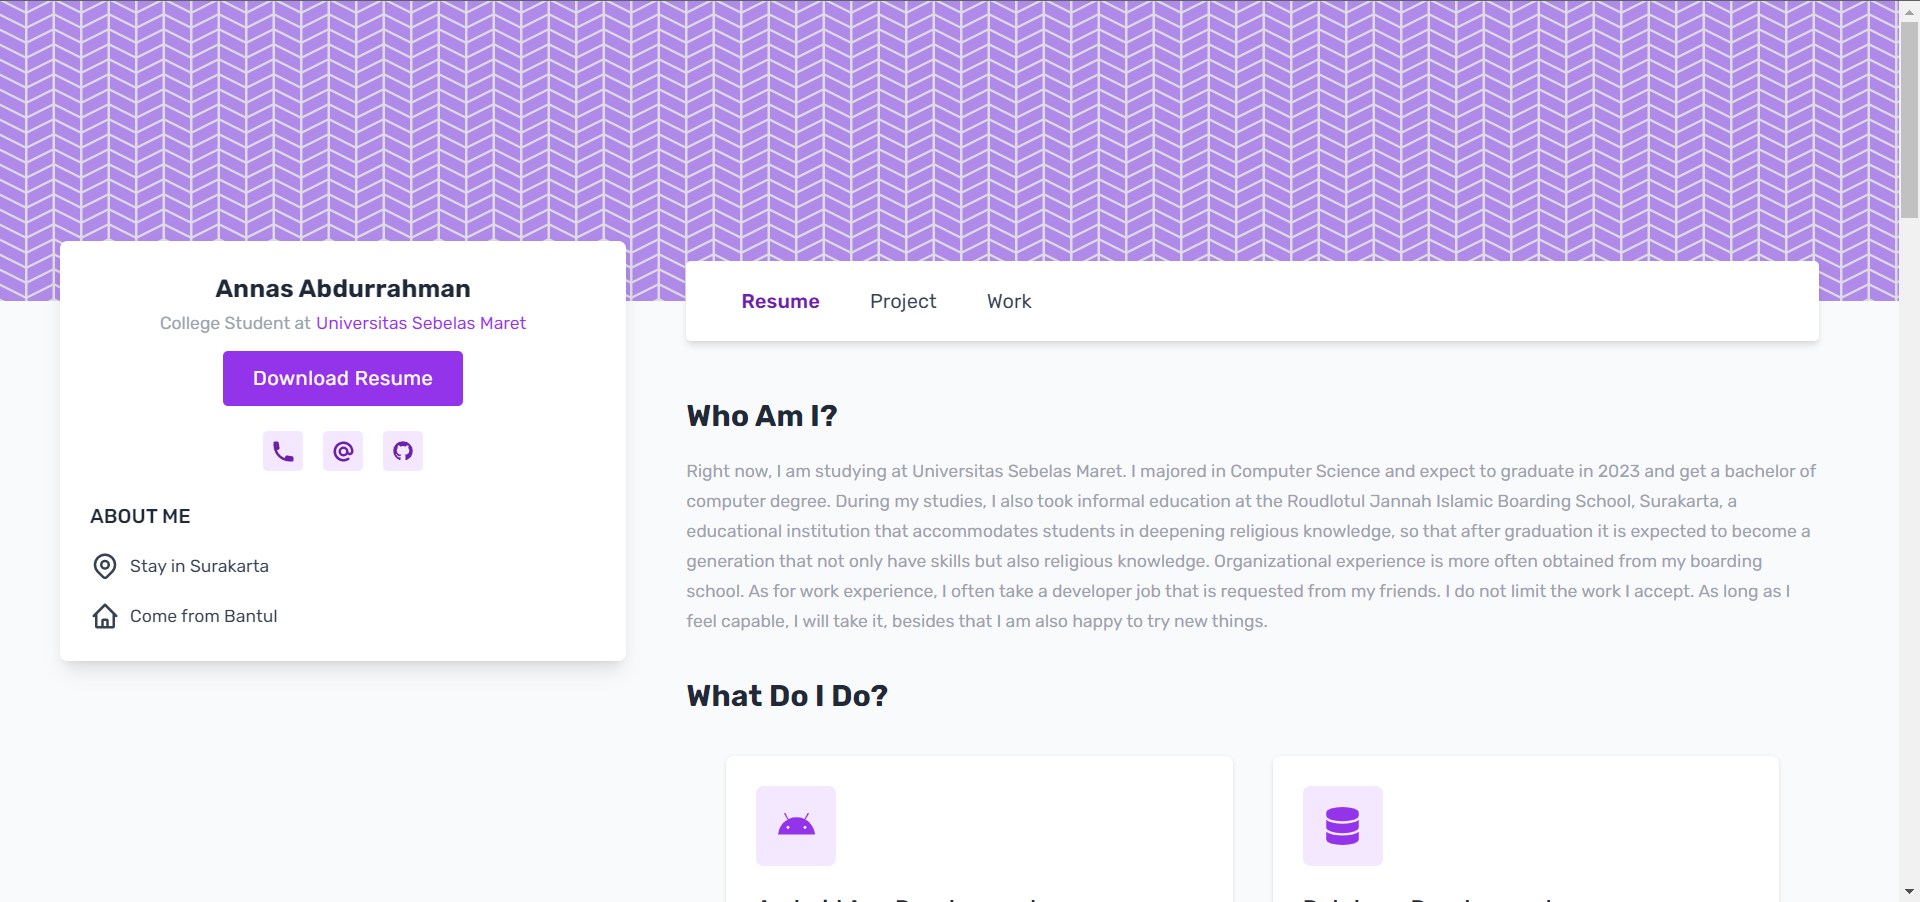 Annas Abdurrahman
College Student at Universitas Sebelas Maret
Download Resume
ABOUT ME
Stay in Surakarta
Come from Bantul
Resume Project Work
Who Am I?
Right now, I am studying at Universitas Sebelas Maret. I majored in Computer Science and expect to graduate in 2023 and get a bachelor of
computer degree. During my studies, I also took informal education at the Roudlotul Jannah Islamic Boarding School, Surakarta, a
educational institution that accommodates students in deepening religious knowledge, so that after graduation it is expected to become a
generation that not only have skills but also religious knowledge. Organizational experience is more often obtained from my boarding
school. As for work experience, I often take a developer job that is requested from my friends. I do not limit the work I accept. As long as I
feel capable, I will take it, besides that I am also happy to try new things.
What Do I Do?